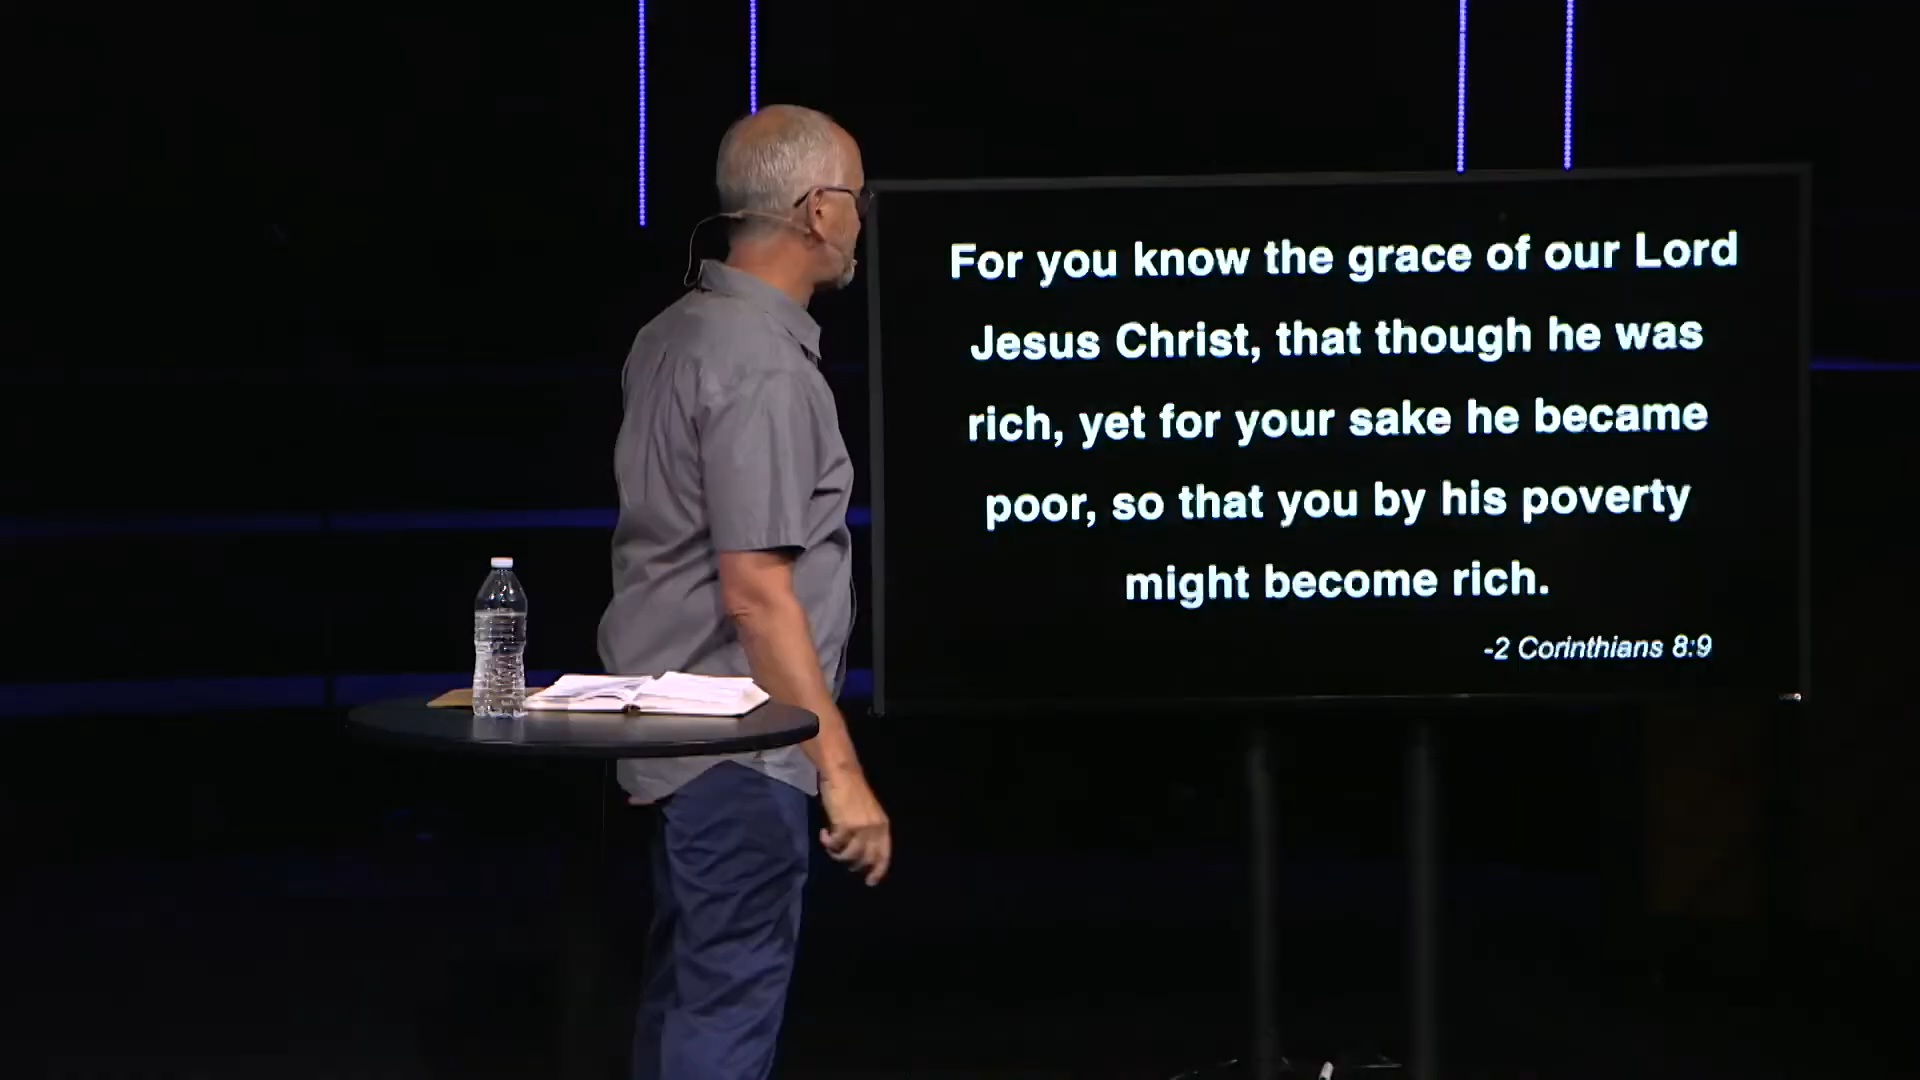 For you know the grace of our Lord
Jesus Christ, that though he was
rich, yet for your sake he became
poor, so that you by his poverty
might become rich.
-2 Corinthians 8:9